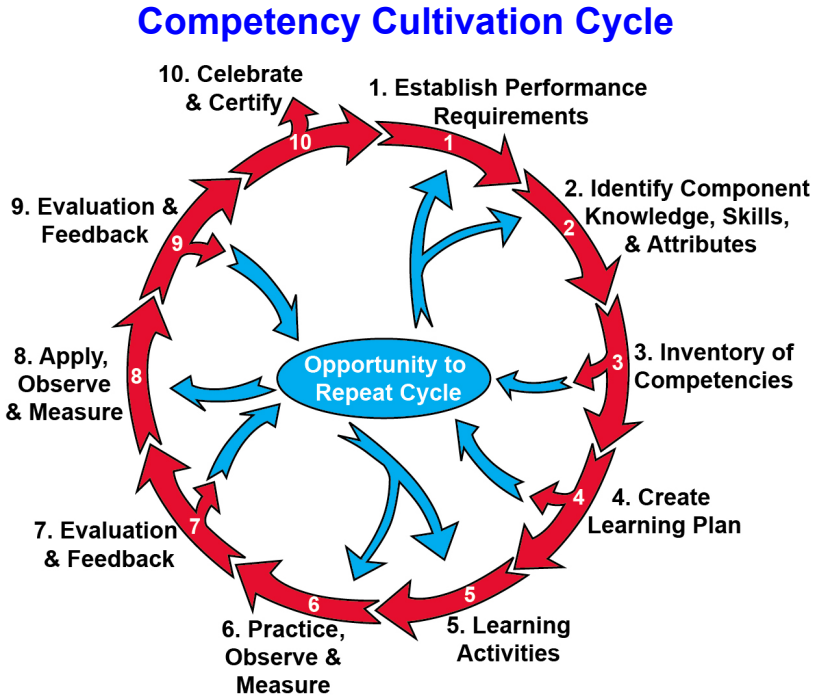 Competency Cultivation Cycle
10. Celebrate
& Certify
1. Establish Performance
Requirements
10
1
2. Identify Component
Knowledge, Skills,
& Attributes
2
9. Evaluation &
Feedback
9
3. Inventory of
Competencies
3
Opportunity to
Repeat Cycle
8. Apply,
Observe
& Measure
8
4. Create
Learning Plan
4
7. Evaluation
& Feedback
7
5
5. Learning
Activities
6
6. Practice,
Observe &
Measure